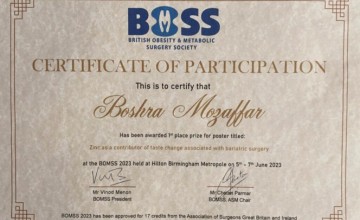 BOMSS
BRITISH OBESITY & METABOLIC
SURGERY SOCIETY
CERTIFICATE OF PARTICIPATION
This is to certify that
Boshra Mozaffar
Has been awarded 1st place prize for poster titled:
Zinc as a contributor of taste change associated with bariatric surgery
at the BOMSS 2023 held at Hilton Birmingham Metropole on 5th - 7th June 2023
Mr Vinod Menon
BOMSS President
Mr Chetan Parmar
BOMSS, ASM Chair
BOMSS 2023 has been approved for 17 credits from the Association of Surgeons Great Britain and Ireland